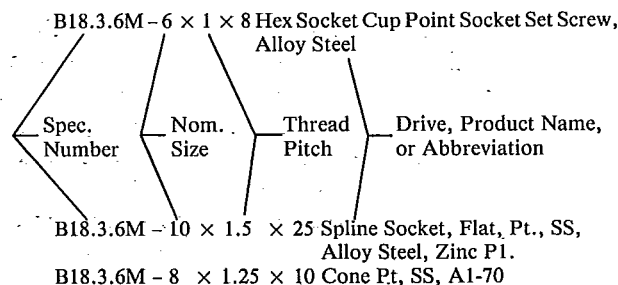 B18.3.6M – 6 × 1 × 8 Hex Socket Cup Point Socket Set Screw,
Alloy Steel
Spec.
Number
Nom.
Size
Thread
Pitch
Drive, Product Name,
or Abbreviation
B18.3.6M – 10 × 1.5 × 25 Spline Socket, Flat, Pt., SS,
Alloy Steel, Zinc P1.
B18.3.6M – 8 × 1.25 × 10 Cone Pt, SS, A1-70